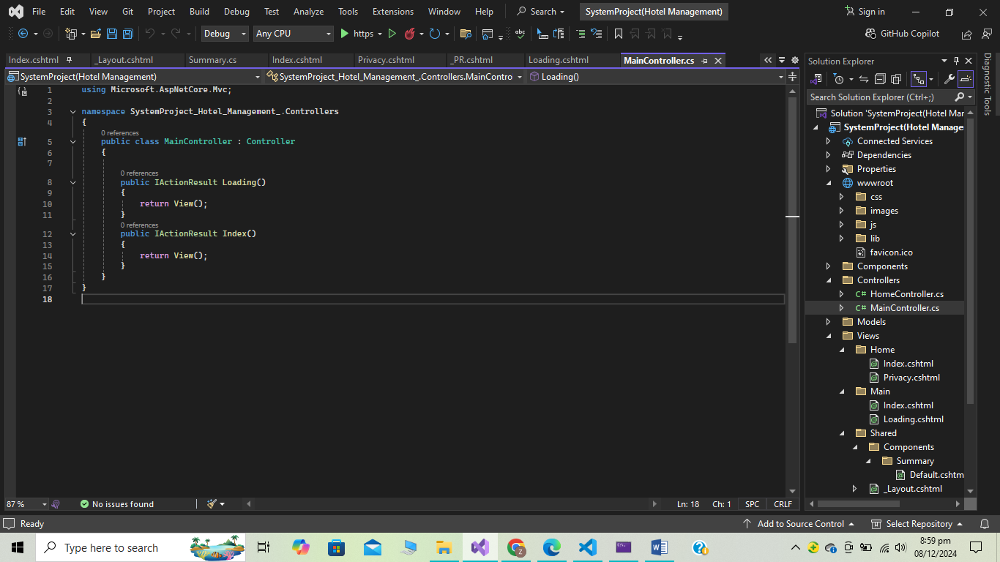 File Edit View Git Project Build Debug Test Analyze Tools Extensions Window Help Search SystemProject(Hotel Management) Sign in
Debug Any CPU https GitHub Copilot
Index.cshtml _Layout.cshtml Summary.cs Index.cshtml Privacy.cshtml _PR.cshtml Loading.cshtml MainController.cs
SystemProject(Hotel Management) SystemProject_Hotel_Management_.Controllers.MainContro Loading()
1 using Microsoft.AspNetCore.Mvc;
2
3 namespace SystemProject_Hotel_Management_.Controllers
4 {
0 references
5 public class MainController : Controller
6 {
7
0 references
8 public IActionResult Loading()
9 {
10 return View();
11 }
0 references
12 public IActionResult Index()
13 {
14 return View();
15 }
16 }
17 }
18
87 % No issues found Ln: 18 Ch: 1 SPC CRLF
Solution Explorer
Search Solution Explorer (Ctrl+;)
Solution 'SystemProject(Hotel Mar
SystemProject(Hotel Manage
Connected Services
Dependencies
Properties
wwwroot
css
images
js
lib
favicon.ico
Components
Controllers
C# HomeController.cs
C# MainController.cs
Models
Views
Home
Index.cshtml
Privacy.cshtml
Main
Index.cshtml
Loading.cshtml
Shared
Components
Summary
Default.cshtm
_Layout.cshtml
Diagnostic Tools
Ready Add to Source Control Select Repository
Type here to search
8:59 pm
08/12/2024